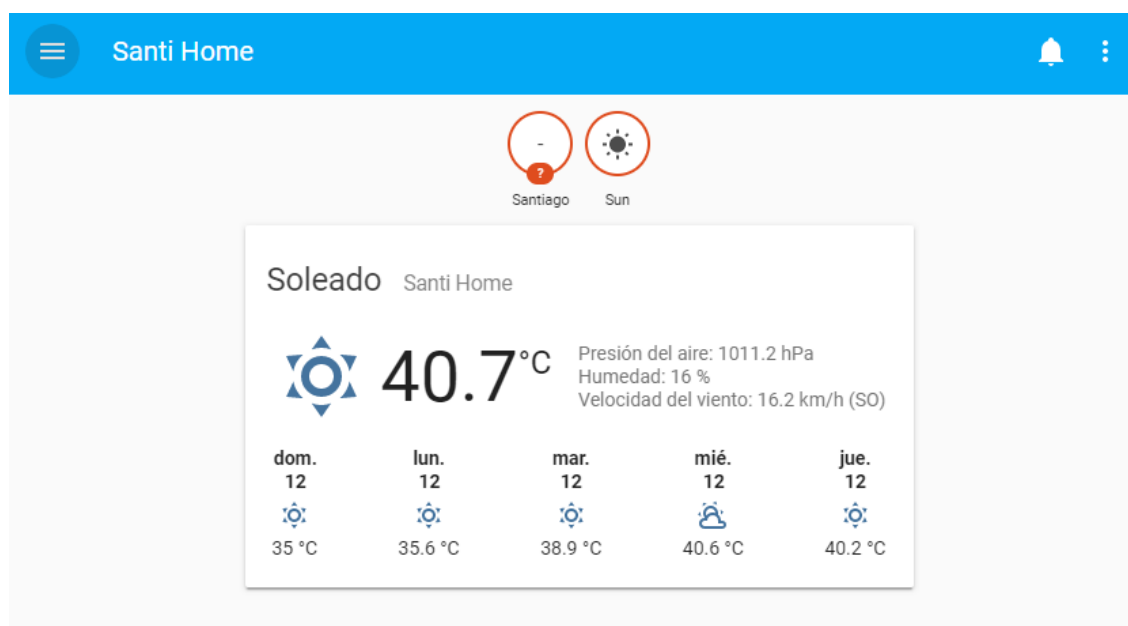 Santi Home
-
?
Santiago Sun
Soleado Santi Home
40.7 °C
Presión del aire: 1011.2 hPa
Humedad: 16 %
Velocidad del viento: 16.2 km/h (SO)
dom. lun. mar. mié. jue.
12 12 12 12 12
35 °C 35.6 °C 38.9 °C 40.6 °C 40.2 °C